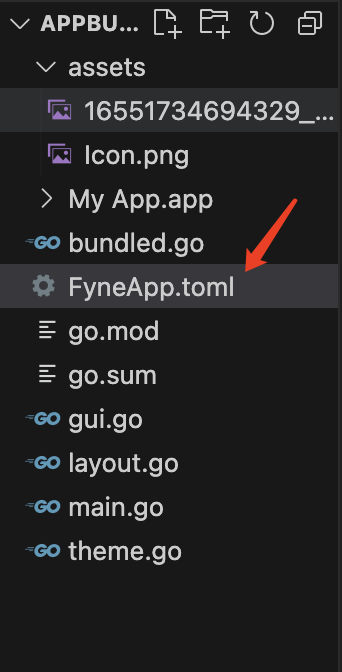 APPBU...
assets
16551734694329_...
Icon.png
My App.app
GO bundled.go
FyneApp.toml
go.mod
go.sum
GO gui.go
GO layout.go
GO main.go
GO theme.go